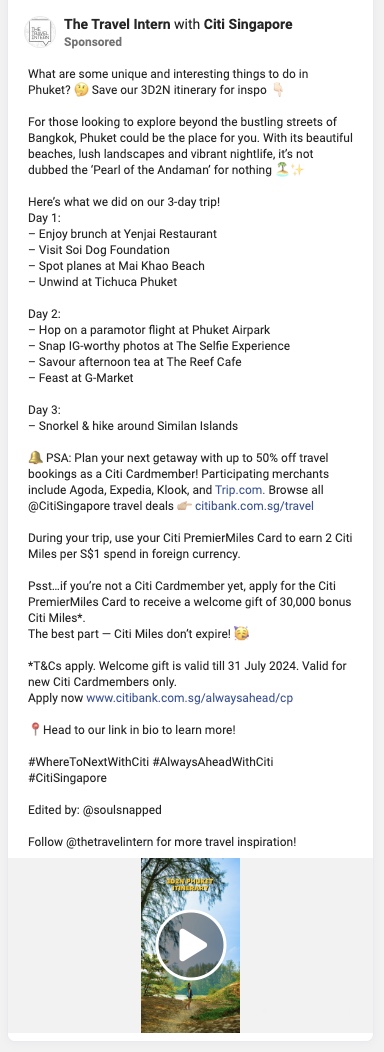 THE
TRAVEL
INTERN
The Travel Intern with Citi Singapore
Sponsored
What are some unique and interesting things to do in
Phuket? 🤔 Save our 3D2N itinerary for inspo 👇🏻
For those looking to explore beyond the bustling streets of
Bangkok, Phuket could be the place for you. With its beautiful
beaches, lush landscapes and vibrant nightlife, it’s not
dubbed the ‘Pearl of the Andaman’ for nothing 🏝️✨
Here’s what we did on our 3-day trip!
Day 1:
– Enjoy brunch at Yenjai Restaurant
– Visit Soi Dog Foundation
– Spot planes at Mai Khao Beach
– Unwind at Tichuca Phuket
Day 2:
– Hop on a paramotor flight at Phuket Airpark
– Snap IG-worthy photos at The Selfie Experience
– Savour afternoon tea at The Reef Cafe
– Feast at G-Market
Day 3:
– Snorkel & hike around Similan Islands
🔔 PSA: Plan your next getaway with up to 50% off travel
bookings as a Citi Cardmember! Participating merchants
include Agoda, Expedia, Klook, and Trip.com. Browse all
@CitiSingapore travel deals 👉🏼 citibank.com.sg/travel
During your trip, use your Citi PremierMiles Card to earn 2 Citi
Miles per S$1 spend in foreign currency.
Psst…if you’re not a Citi Cardmember yet, apply for the Citi
PremierMiles Card to receive a welcome gift of 30,000 bonus
Citi Miles*.
The best part — Citi Miles don’t expire! 🥳
*T&Cs apply. Welcome gift is valid till 31 July 2024. Valid for
new Citi Cardmembers only.
Apply now www.citibank.com.sg/alwaysahead/cp
📍Head to our link in bio to learn more!
#WhereToNextWithCiti #AlwaysAheadWithCiti
#CitiSingapore
Edited by: @soulsnapped
Follow @thetravelintern for more travel inspiration!
3D2N PHUKET
ITINERARY